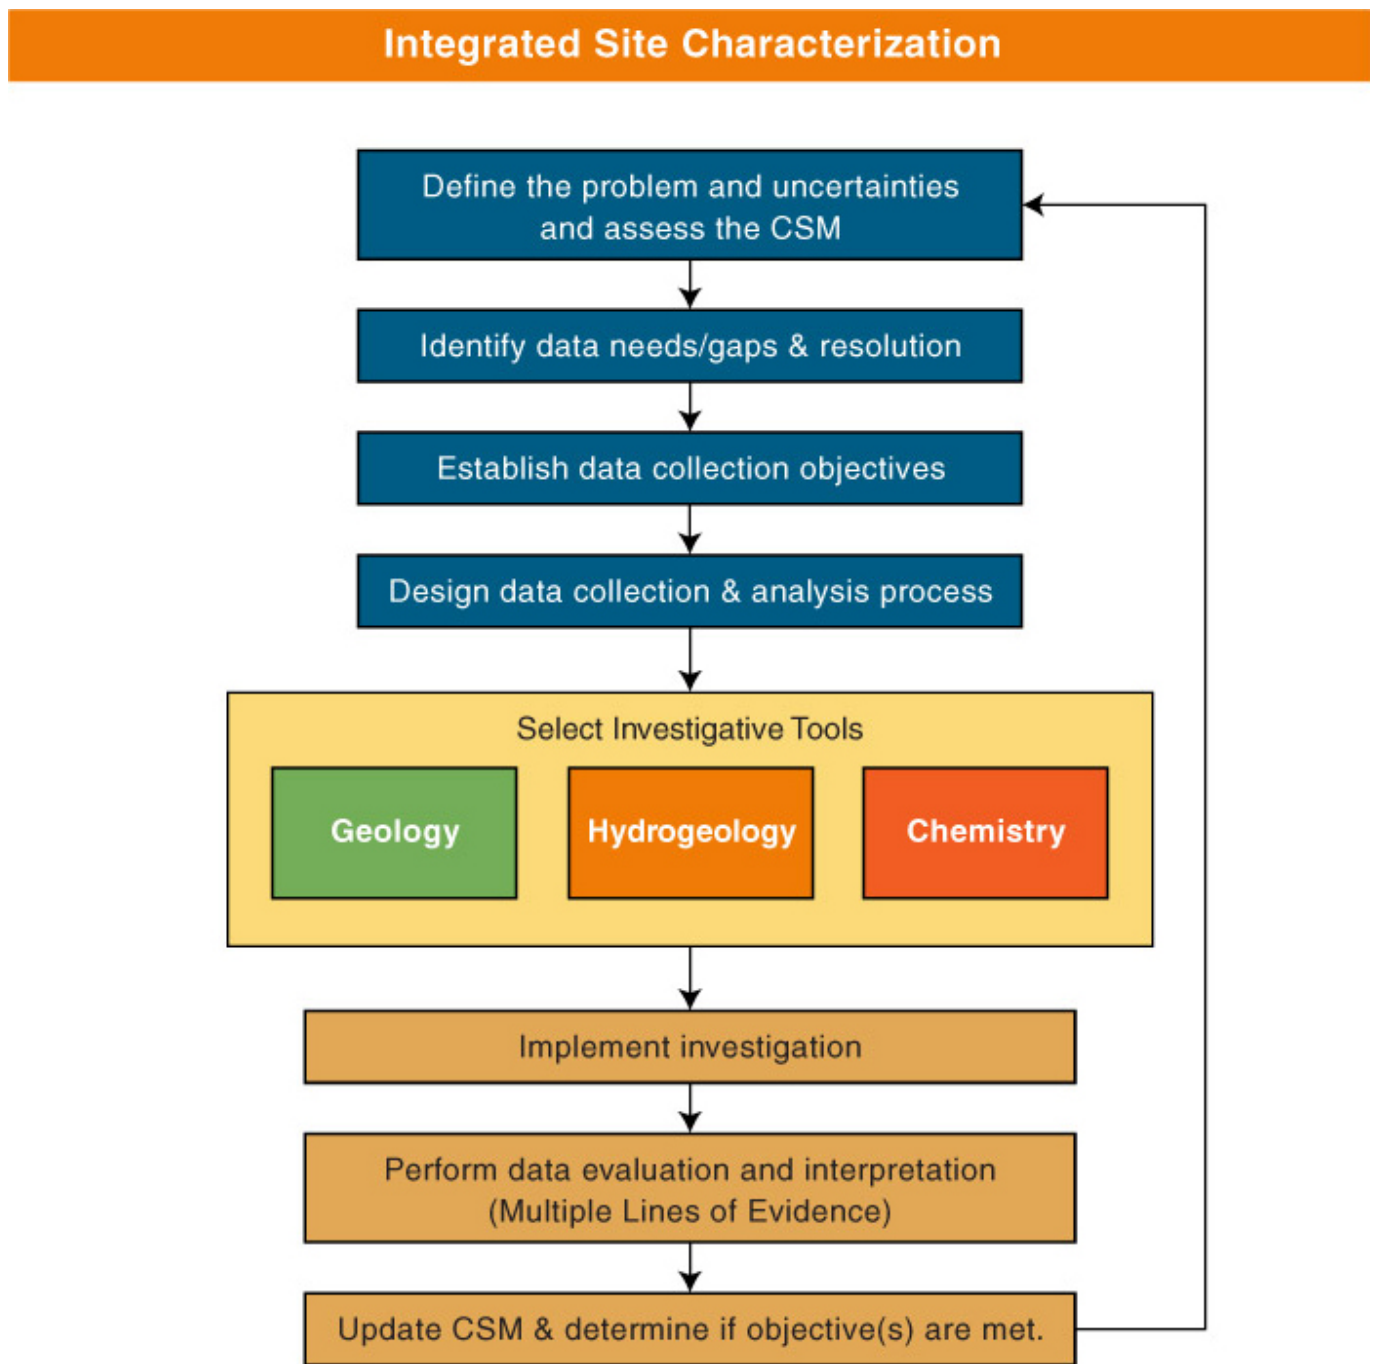 Integrated Site Characterization
Define the problem and uncertainties
and assess the CSM
Identify data needs/gaps & resolution
Establish data collection objectives
Design data collection & analysis process
Select Investigative Tools
Geology
Hydrogeology
Chemistry
Implement investigation
Perform data evaluation and interpretation
(Multiple Lines of Evidence)
Update CSM & determine if objective(s) are met.